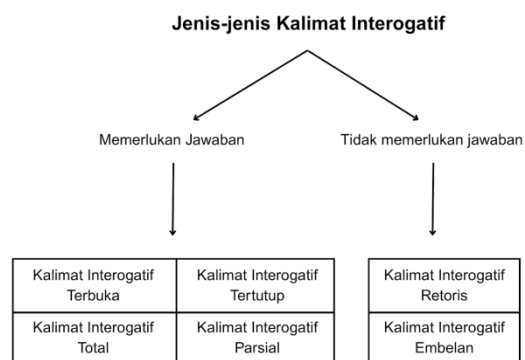 Jenis-jenis Kalimat Interogatif
Memerlukan Jawaban
Tidak memerlukan jawaban
Kalimat Interogatif
Terbuka
Kalimat Interogatif
Tertutup
Kalimat Interogatif
Total
Kalimat Interogatif
Parsial
Kalimat Interogatif
Retoris
Kalimat Interogatif
Embelan